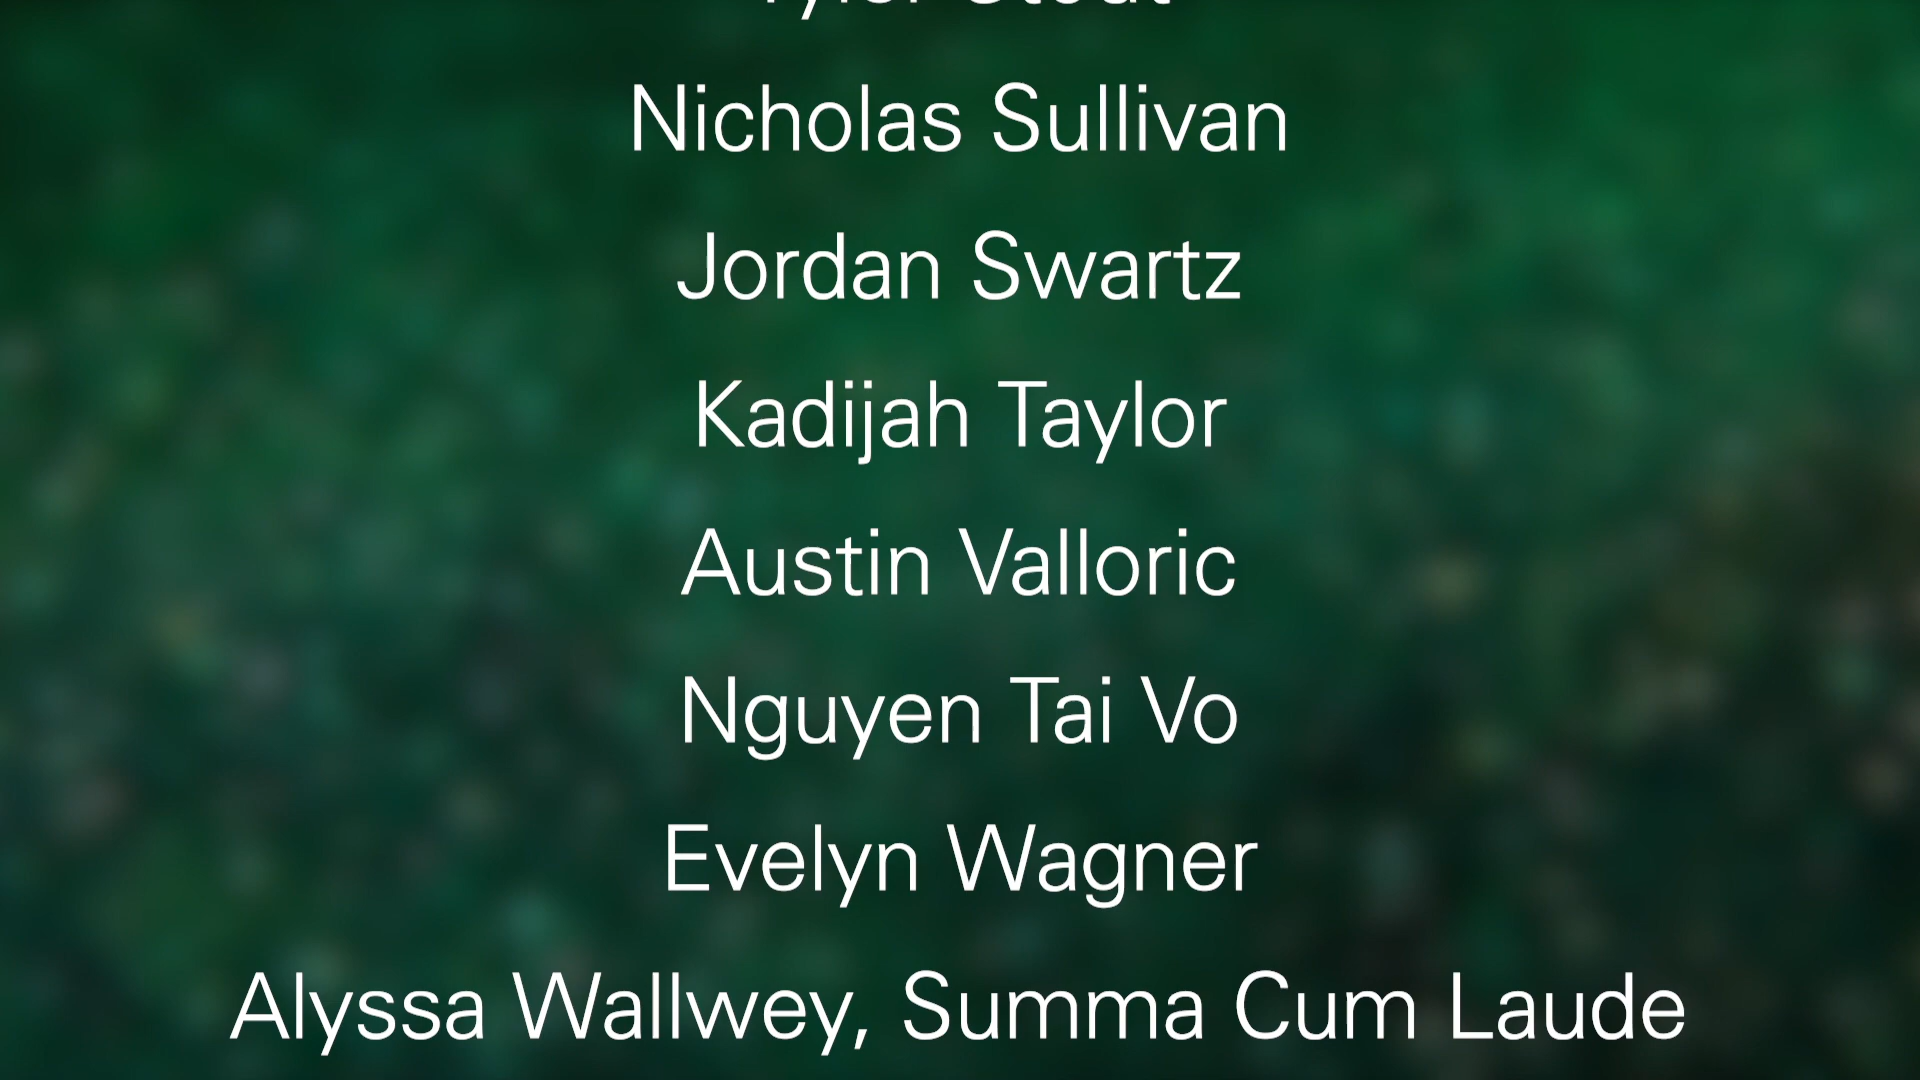 Nicholas Sullivan
Jordan Swartz
Kadijah Taylor
Austin Valloric
Nguyen Tai Vo
Evelyn Wagner
Alyssa Wallwey, Summa Cum Laude